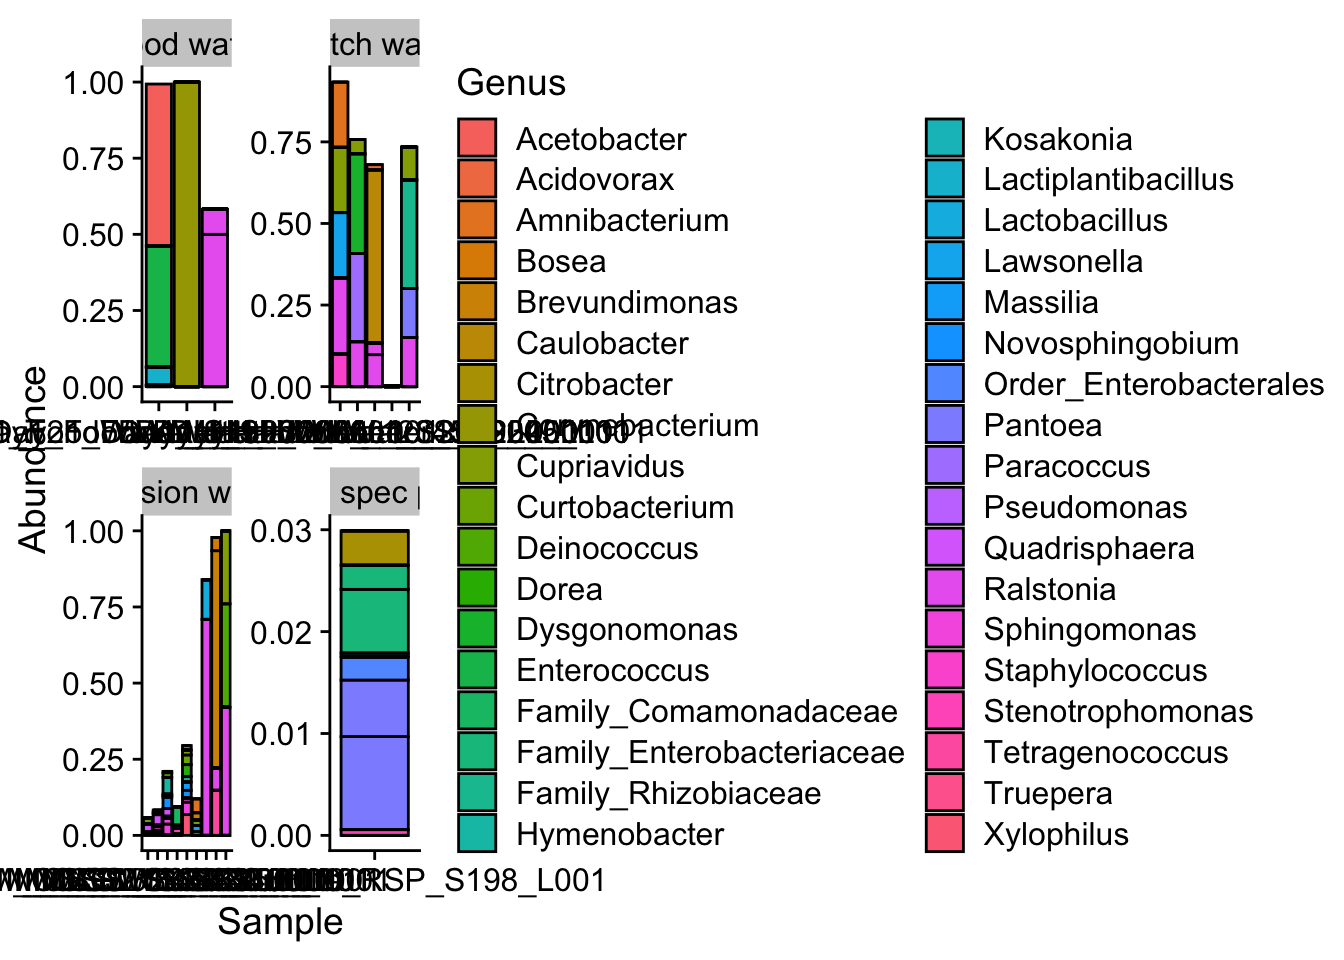 od wat
tch wa
Abundance
1.00
0.75
0.50
0.25
0.00
0.75
0.50
0.25
0.00
sion w
spec p
1.00
0.75
0.50
0.25
0.00
0.03
0.02
0.01
0.00
RSP_S198_L001
Sample
Genus
Acetobacter
Acidovorax
Amnibacterium
Bosea
Brevundimonas
Caulobacter
Citrobacter
Corynebacterium
Cupriavidus
Curtobacterium
Deinococcus
Dorea
Dysgonomonas
Enterococcus
Family_Comamonadaceae
Family_Enterobacteriaceae
Family_Rhizobiaceae
Hymenobacter
Kosakonia
Lactiplantibacillus
Lactobacillus
Lawsonella
Massilia
Novosphingobium
Order_Enterobacterales
Pantoea
Paracoccus
Pseudomonas
Quadrisphaera
Ralstonia
Sphingomonas
Staphylococcus
Stenotrophomonas
Tetragenococcus
Truepera
Xylophilus